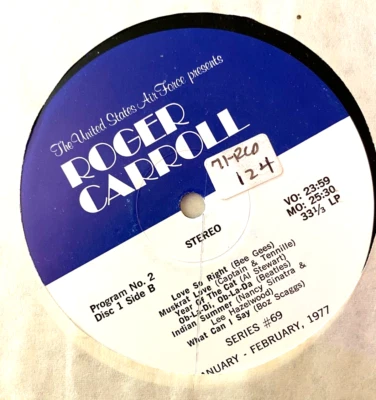 The United States Air Force presents
ROGER
CARROLL
71-RCO
124
STEREO
VO: 23:59
MO: 25:30
33⅓ LP
Program No. 2
Disc 1 Side B
Love So Right (Bee Gees)
Muskrat Love (Captain & Tennille)
Year Of The Cat (Al Stewart)
Ob-La-Di, Ob-La-Da (Beatles)
Indian Summer (Nancy Sinatra &
Lee Hazelwood)
What Can I Say (Boz Scaggs)
SERIES #69
ANUARY - FEBRUARY, 1977